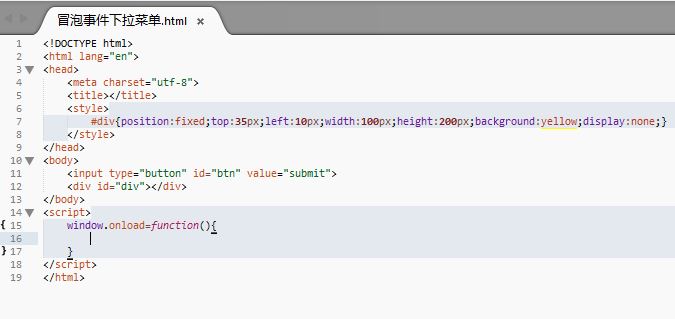 冒泡事件下拉菜单.html ×
1 <!DOCTYPE html>
2 <html lang="en">
3 <head>
4 <meta charset="utf-8">
5 <title></title>
6 <style>
7 #div{position:fixed;top:35px;left:10px;width:100px;height:200px;background:yellow;display:none;}
8 </style>
9 </head>
10 <body>
11 <input type="button" id="btn" value="submit">
12 <div id="div"></div>
13 </body>
14 <script>
{ 15 window.onload=function(){
16
} 17 }
18 </script>
19 </html>